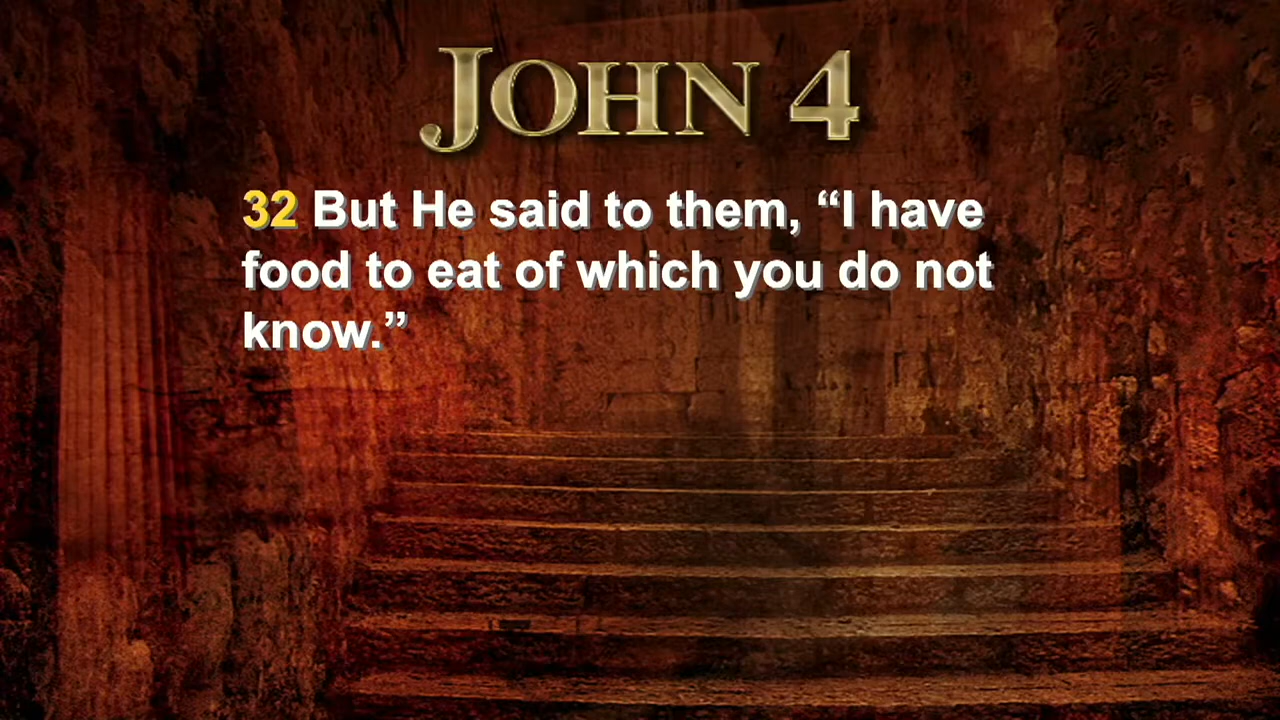 JOHN 4
32 But He said to them, “I have
food to eat of which you do not
know.”